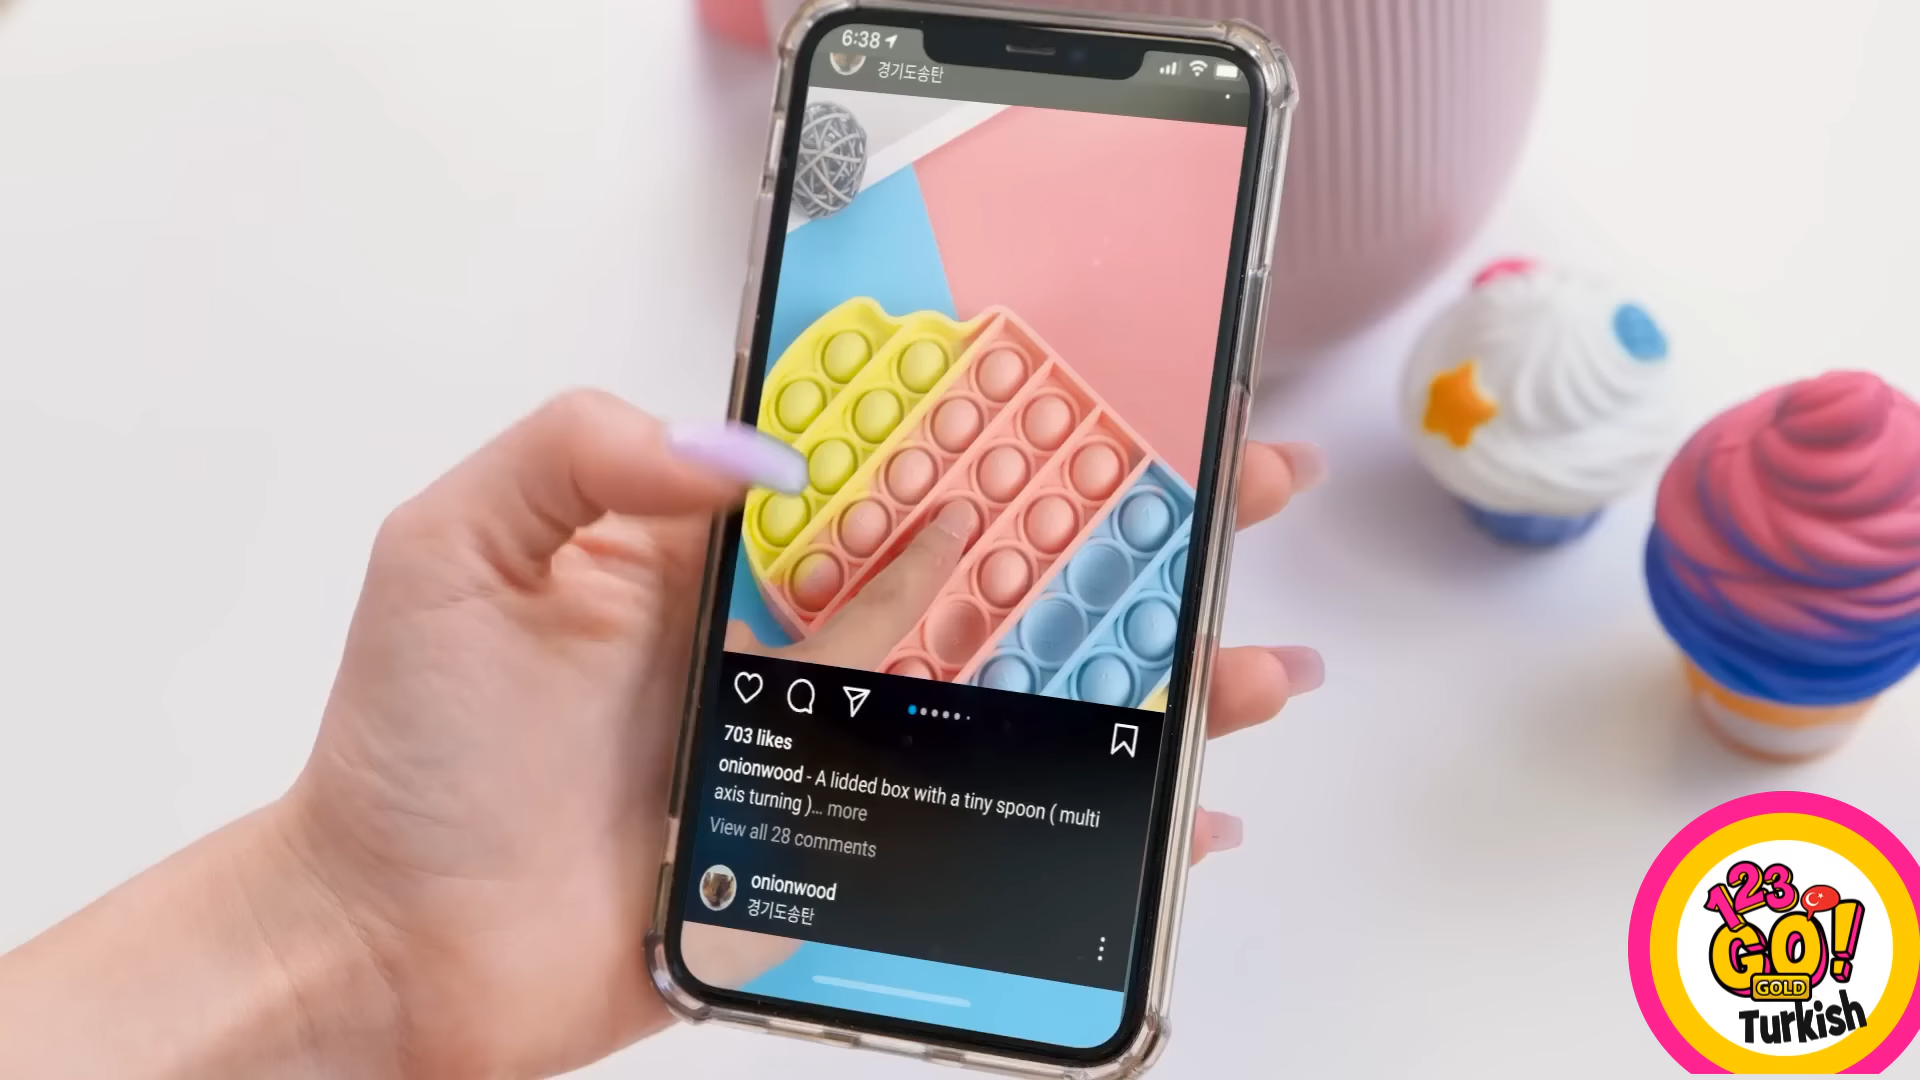 6:38
경기도송탄
703 likes
onionwood - A lidded box with a tiny spoon ( multi
axis turning )... more
View all 28 comments
onionwood
경기도송탄
123
GO!
GOLD
Turkish